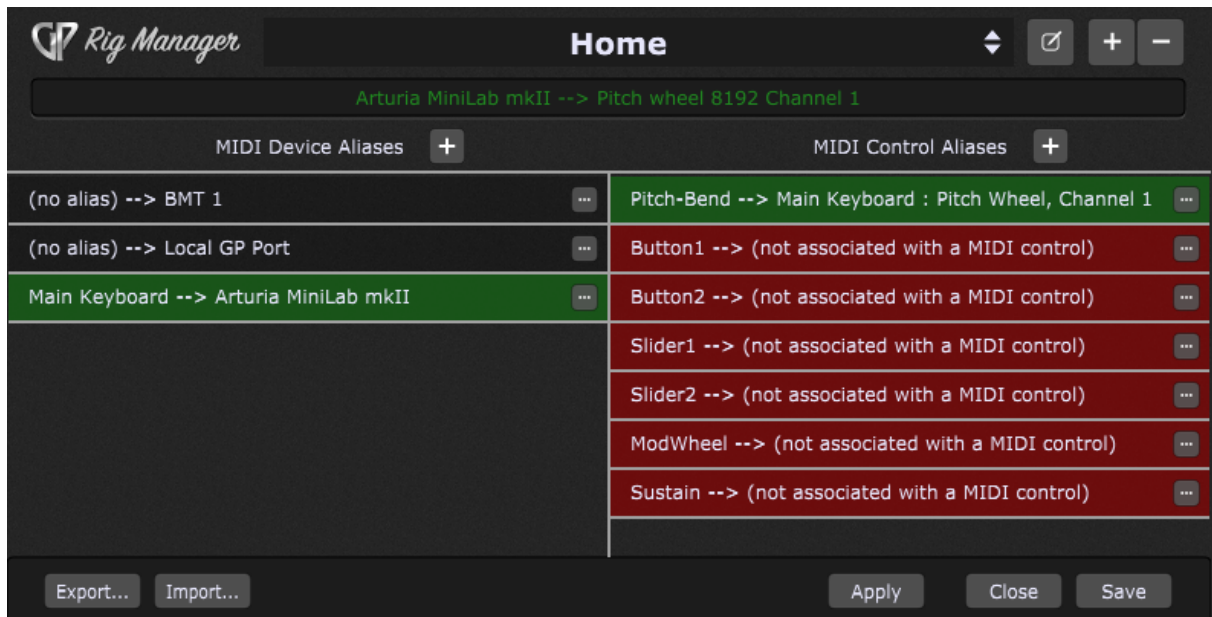 GP Rig Manager
Home
+ −
Arturia MiniLab mkII --> Pitch wheel 8192 Channel 1
MIDI Device Aliases +
MIDI Control Aliases +
(no alias) --> BMT 1 ...
(no alias) --> Local GP Port ...
Main Keyboard --> Arturia MiniLab mkII ...
Pitch-Bend --> Main Keyboard : Pitch Wheel, Channel 1 ...
Button1 --> (not associated with a MIDI control) ...
Button2 --> (not associated with a MIDI control) ...
Slider1 --> (not associated with a MIDI control) ...
Slider2 --> (not associated with a MIDI control) ...
ModWheel --> (not associated with a MIDI control) ...
Sustain --> (not associated with a MIDI control) ...
Export... Import... Apply Close Save